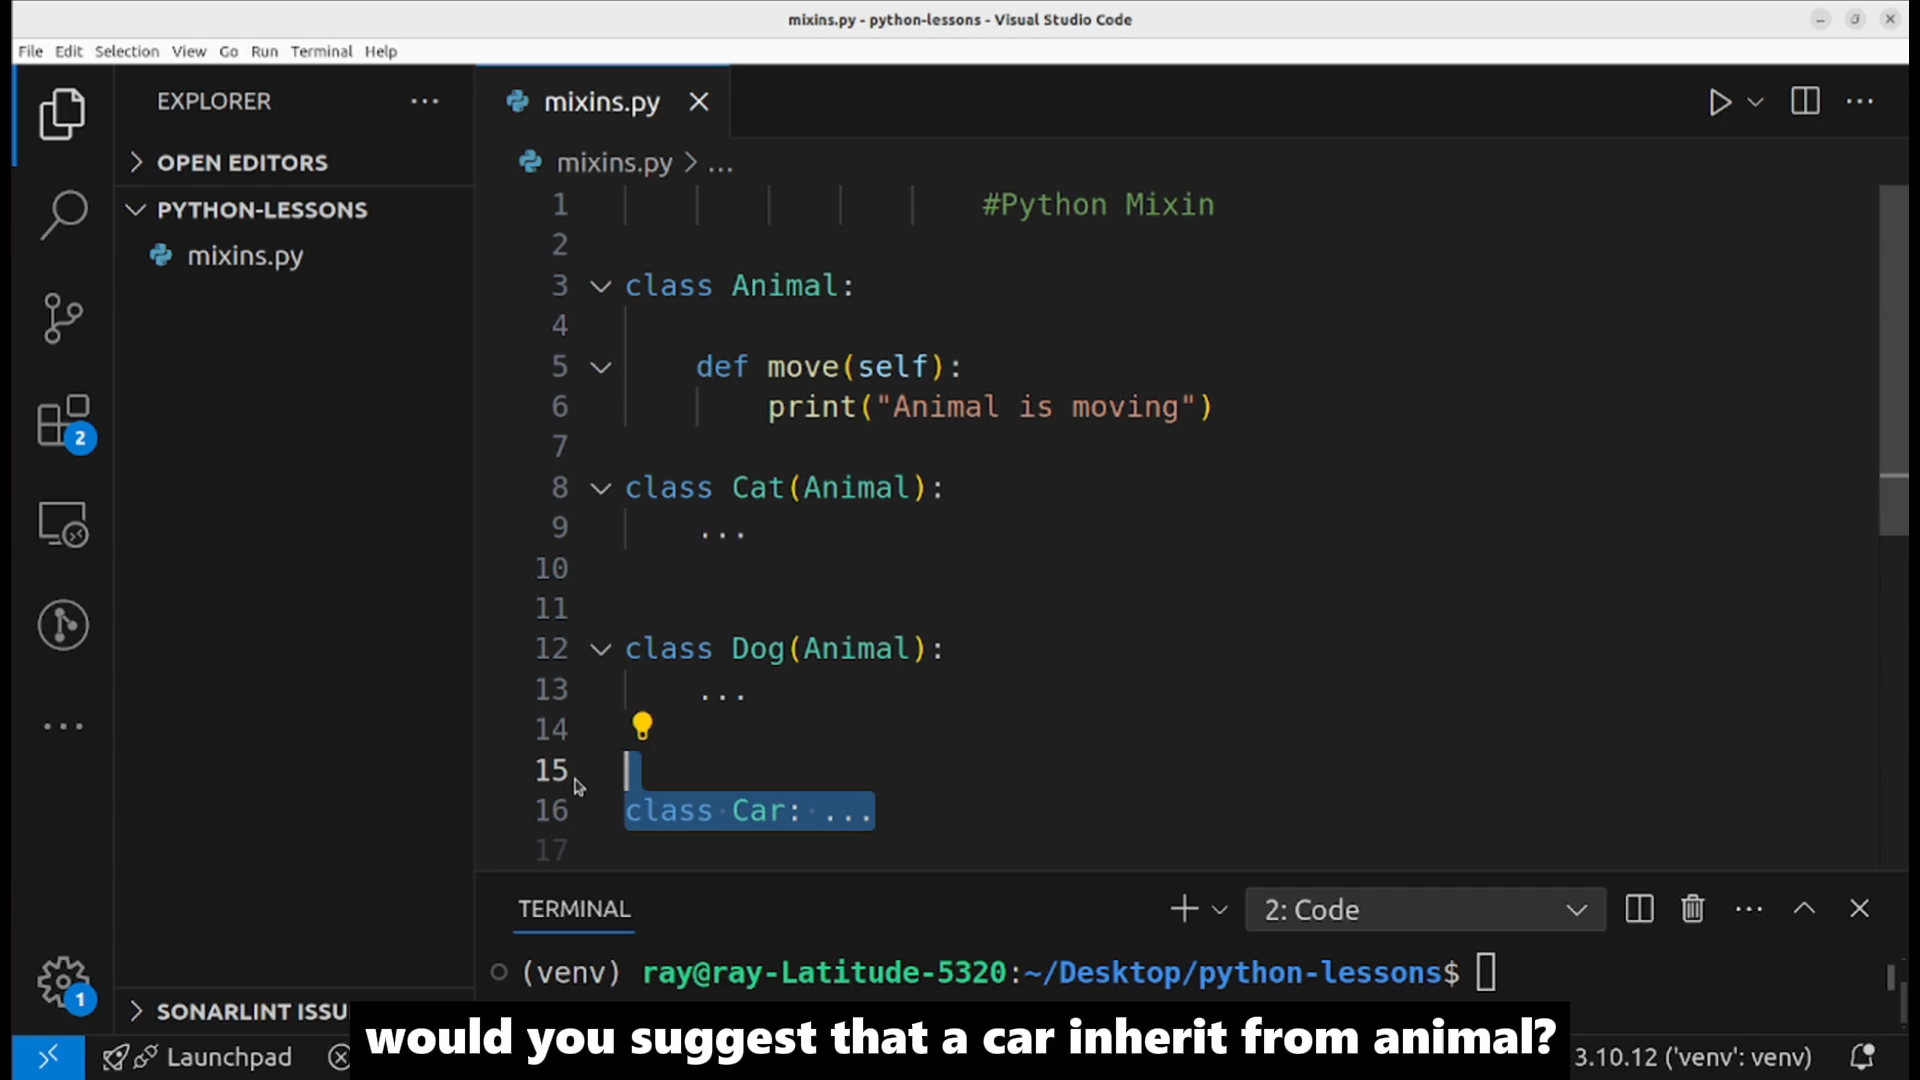 mixins.py - python-lessons - Visual Studio Code
File Edit Selection View Go Run Terminal Help
EXPLORER ...
OPEN EDITORS
PYTHON-LESSONS
mixins.py
mixins.py
mixins.py > ...
1 #Python Mixin
2
3 class Animal:
4
5 def move(self):
6 print("Animal is moving")
7
8 class Cat(Animal):
9 ...
10
11
12 class Dog(Animal):
13 ...
14
15
16 class Car: ...
17
2
TERMINAL
2: Code
(venv) ray@ray-Latitude-5320:~/Desktop/python-lessons$
1
SONARLINT ISSU
would you suggest that a car inherit from animal?
Launchpad
3.10.12 ('venv': venv)